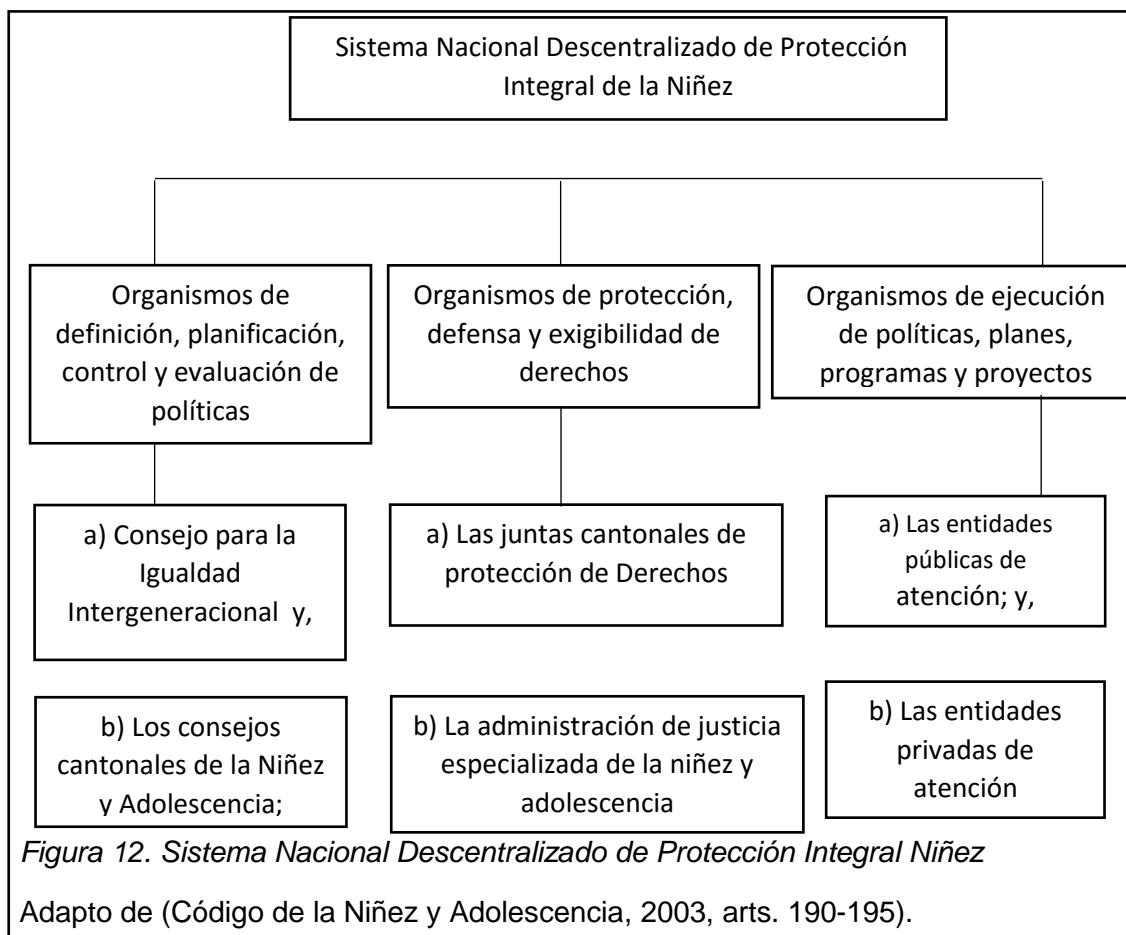 Sistema Nacional Descentralizado de Protección
Integral de la Niñez
Organismos de
definición, planificación,
control y evaluación de
políticas
Organismos de protección,
defensa y exigibilidad de
derechos
Organismos de ejecución
de políticas, planes,
programas y proyectos
a) Consejo para la
Igualdad
Intergeneracional  y,
a) Las juntas cantonales de
protección de Derechos
a) Las entidades
públicas de
atención; y,
b) Los consejos
cantonales de la Niñez
y Adolescencia;
b) La administración de justicia
especializada de la niñez y
adolescencia
b) Las entidades
privadas de
atención
Figura 12. Sistema Nacional Descentralizado de Protección Integral Niñez
Adapto de (Código de la Niñez y Adolescencia, 2003, arts. 190-195).